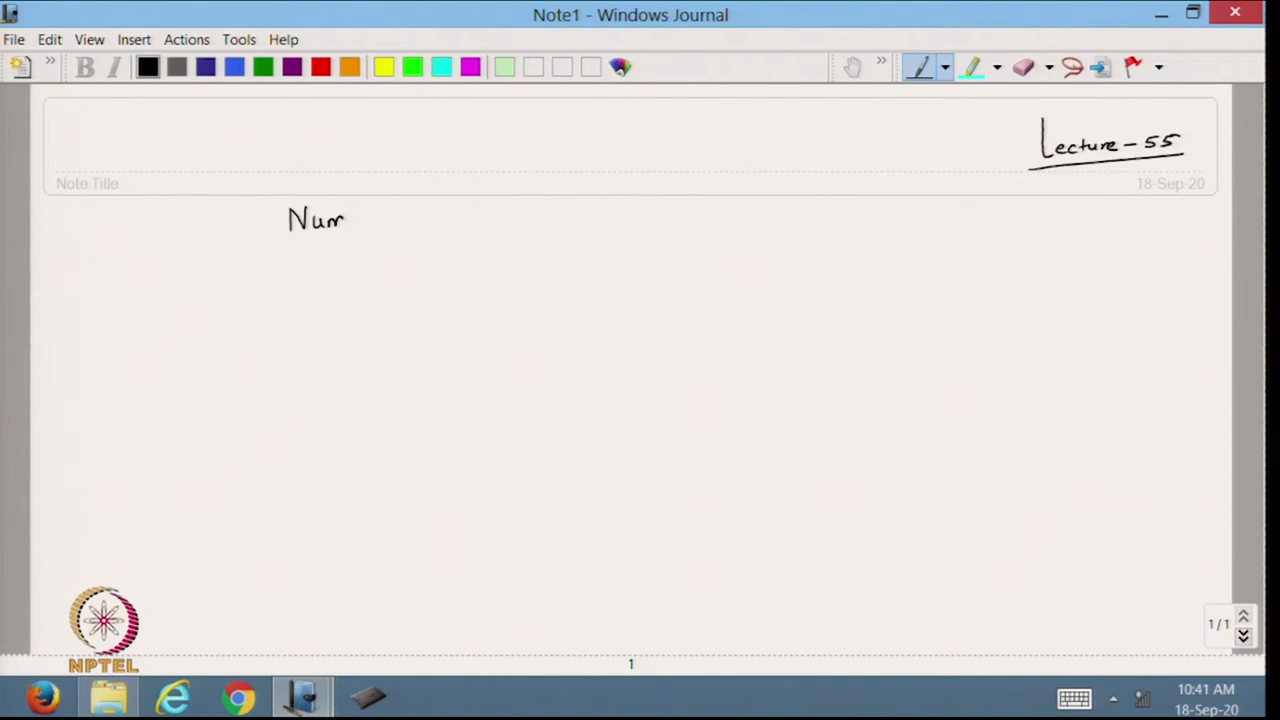 Note1 - Windows Journal
File Edit View Insert Actions Tools Help
B I
Lecture - 55
Note Title
18-Sep-20
Num
1/1
NPTEL
1
10:41 AM
18-Sep-20